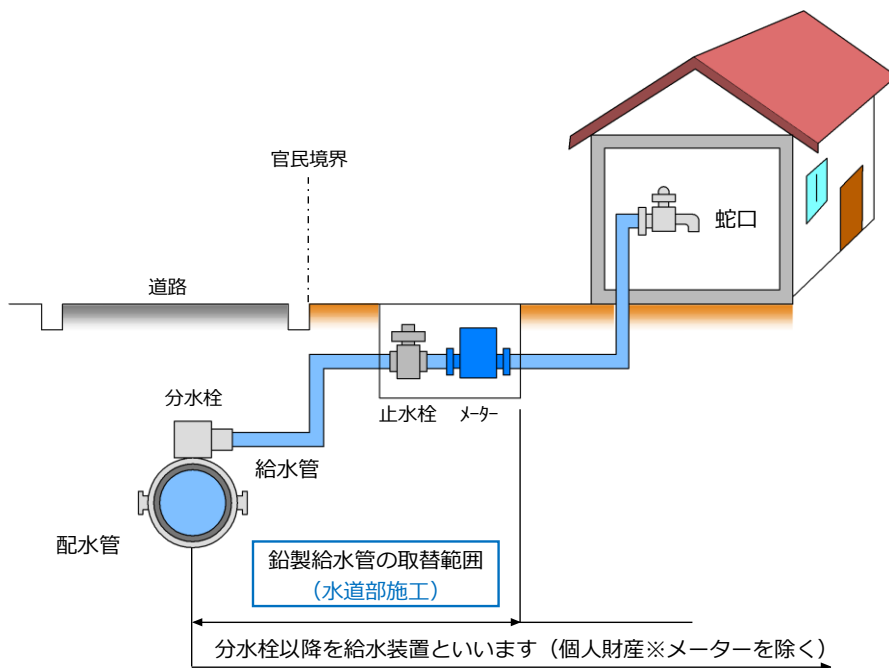 官民境界
蛇口
道路
分水栓
止水栓
ﾒｰﾀｰ
給水管
配水管
鉛製給水管の取替範囲
（水道部施工）
分水栓以降を給水装置といいます（個人財産※メーターを除く）